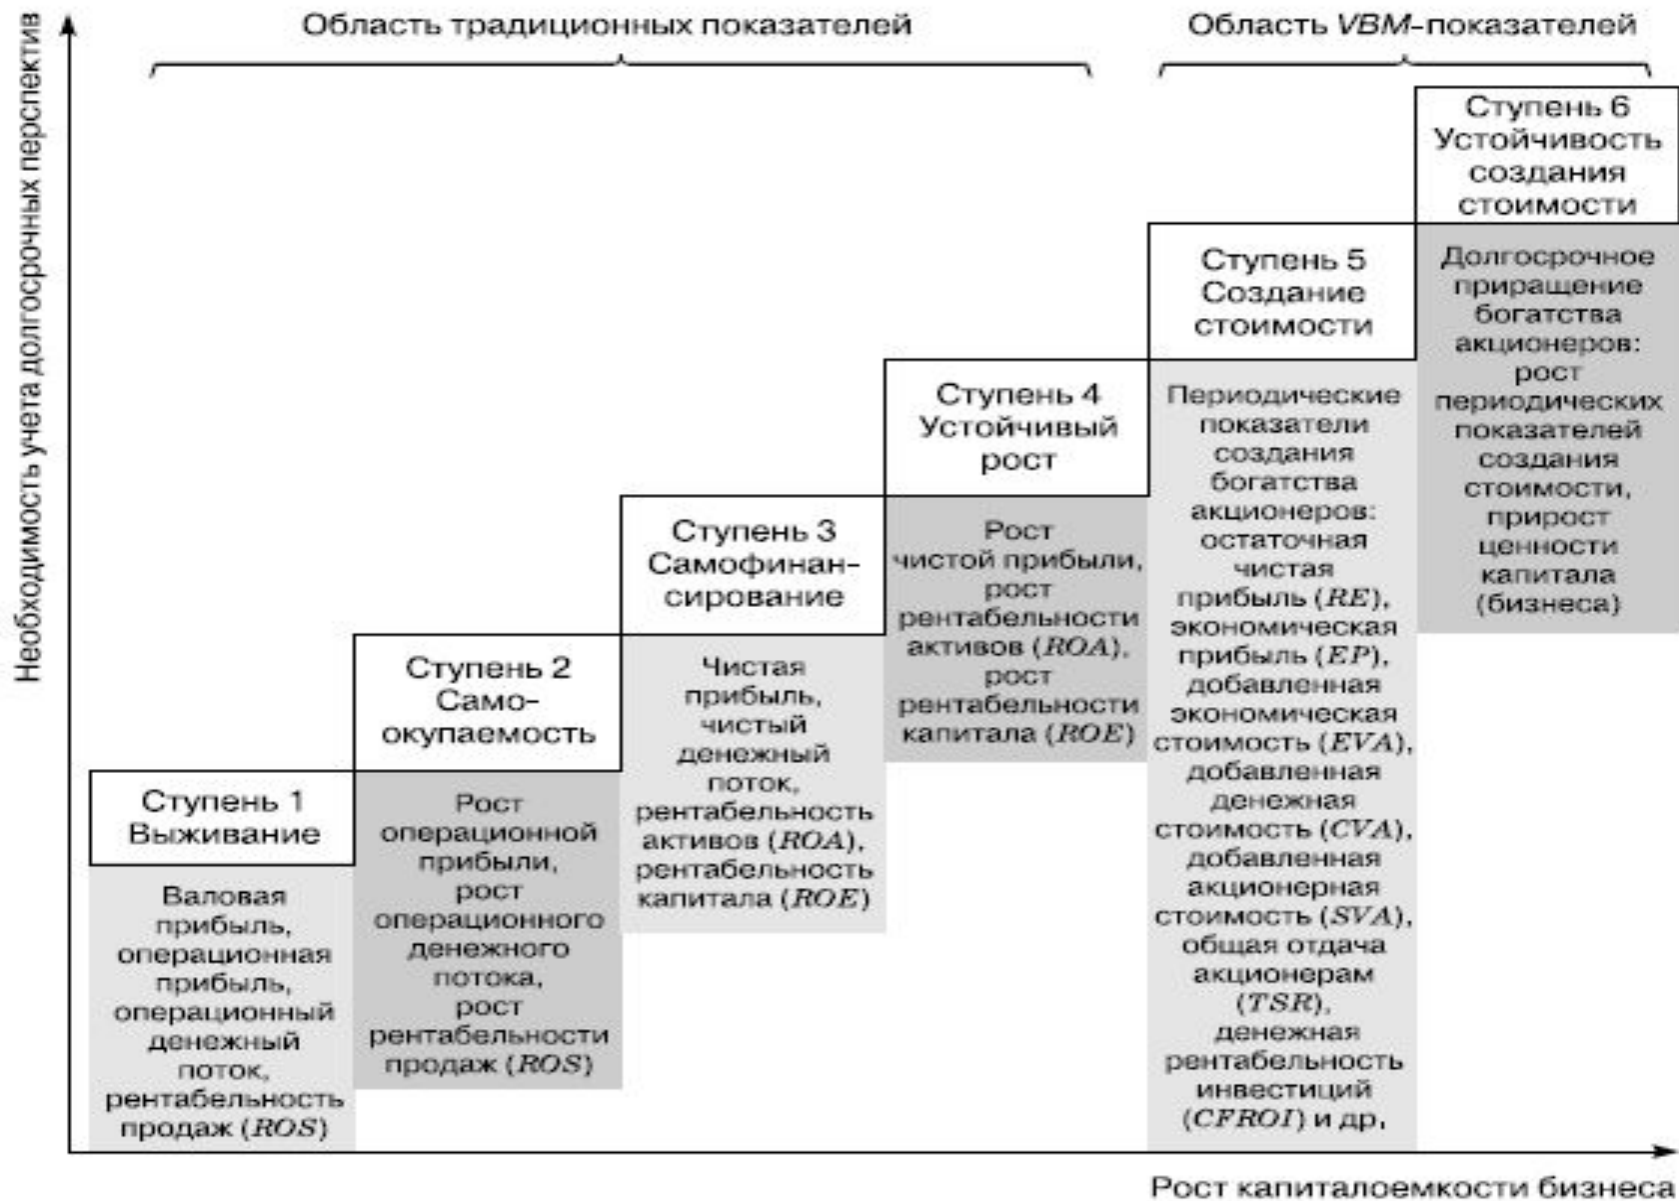 Необходимость учета долгосрочных перспектив
Область традиционных показателей
Область VBM-показателей
Ступень 1
Выживание
Валовая
прибыль,
операционная
прибыль,
операционный
денежный
поток,
рентабельность
продаж (ROS)
Ступень 2
Само-
окупаемость
Рост
операционной
прибыли,
рост
операционного
денежного
потока,
рост
рентабельности
продаж (ROS)
Ступень 3
Самофинан-
сирование
Чистая
прибыль,
чистый
денежный
поток,
рентабельность
активов (ROA),
рентабельность
капитала (ROE)
Ступень 4
Устойчивый
рост
Рост
чистой прибыли,
рост
рентабельности
активов (ROA),
рост
рентабельности
капитала (ROE)
Ступень 5
Создание
стоимости
Периодические
показатели
создания
богатства
акционеров:
остаточная
чистая
прибыль (RE),
экономическая
прибыль (EP),
добавленная
экономическая
стоимость (EVA),
добавленная
денежная
стоимость (CVA),
добавленная
акционерная
стоимость (SVA),
общая отдача
акционерам
(TSR),
денежная
рентабельность
инвестиций
(CFROI) и др,
Ступень 6
Устойчивость
создания
стоимости
Долгосрочное
приращение
богатства
акционеров:
рост
периодических
показателей
создания
стоимости,
прирост
ценности
капитала
(бизнеса)
Рост капиталоемкости бизнеса